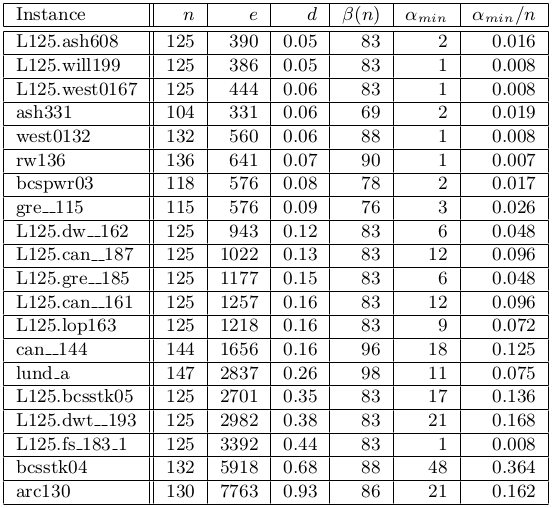 Instance n e d β(n) α_min α_min/n
L125.ash608 125 390 0.05 83 2 0.016
L125.will199 125 386 0.05 83 1 0.008
L125.west0167 125 444 0.06 83 1 0.008
ash331 104 331 0.06 69 2 0.019
west0132 132 560 0.06 88 1 0.008
rw136 136 641 0.07 90 1 0.007
bcspwr03 118 576 0.08 78 2 0.017
gre__115 115 576 0.09 76 3 0.026
L125.dw__162 125 943 0.12 83 6 0.048
L125.can__187 125 1022 0.13 83 12 0.096
L125.gre__185 125 1177 0.15 83 6 0.048
L125.can__161 125 1257 0.16 83 12 0.096
L125.lop163 125 1218 0.16 83 9 0.072
can__144 144 1656 0.16 96 18 0.125
lund_a 147 2837 0.26 98 11 0.075
L125.bcsstk05 125 2701 0.35 83 17 0.136
L125.dwt__193 125 2982 0.38 83 21 0.168
L125.fs_183_1 125 3392 0.44 83 1 0.008
bcsstk04 132 5918 0.68 88 48 0.364
arc130 130 7763 0.93 86 21 0.162